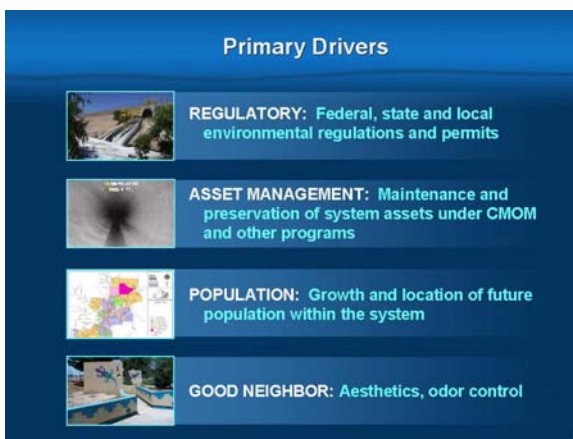 Primary Drivers
REGULATORY: Federal, state and local
environmental regulations and permits
ASSET MANAGEMENT: Maintenance and
preservation of system assets under CMOM
and other programs
POPULATION: Growth and location of future
population within the system
GOOD NEIGHBOR: Aesthetics, odor control